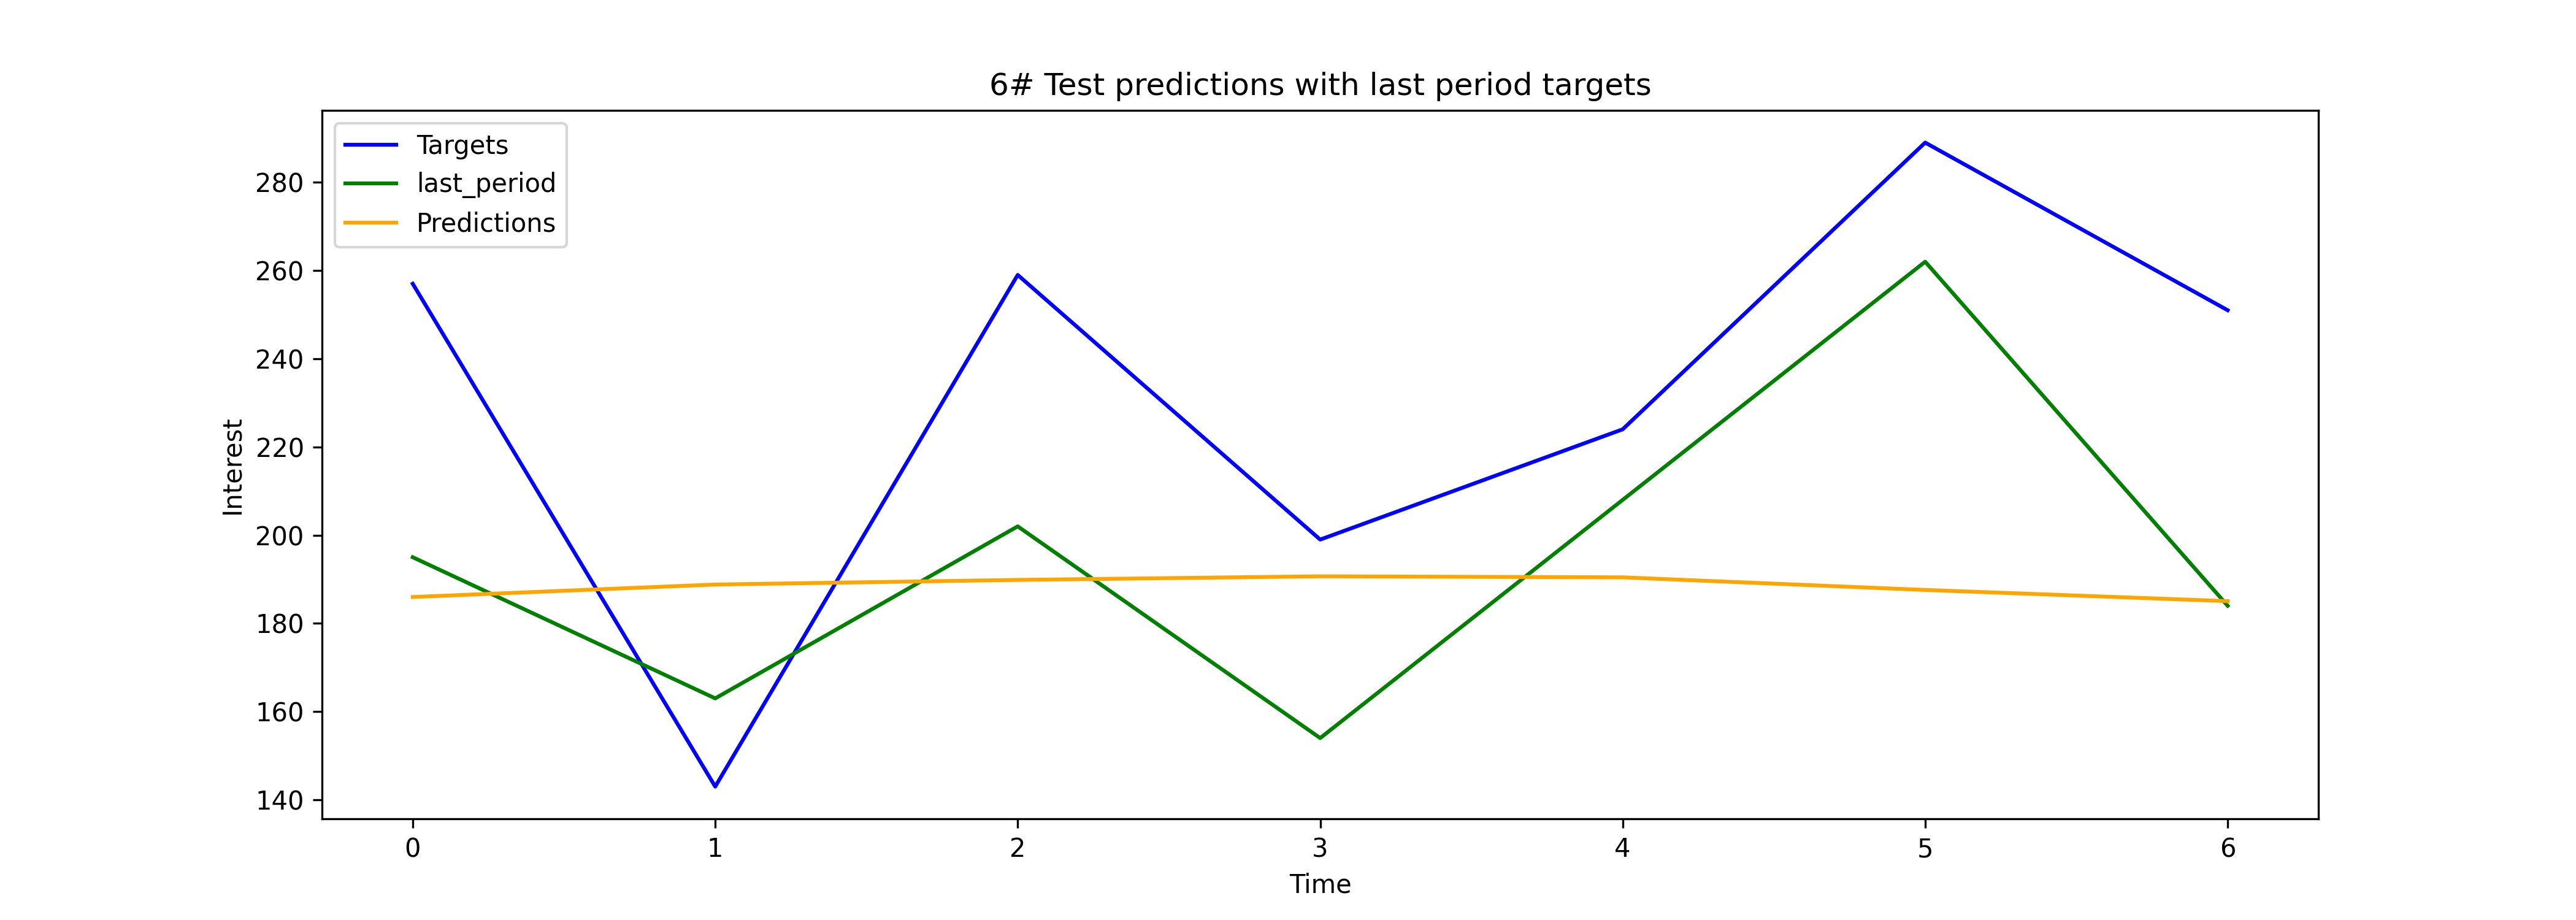 6# Test predictions with last period targets
Targets
last_period
Predictions
280
260
240
220
200
180
160
140
Interest
0 1 2 3 4 5 6
Time